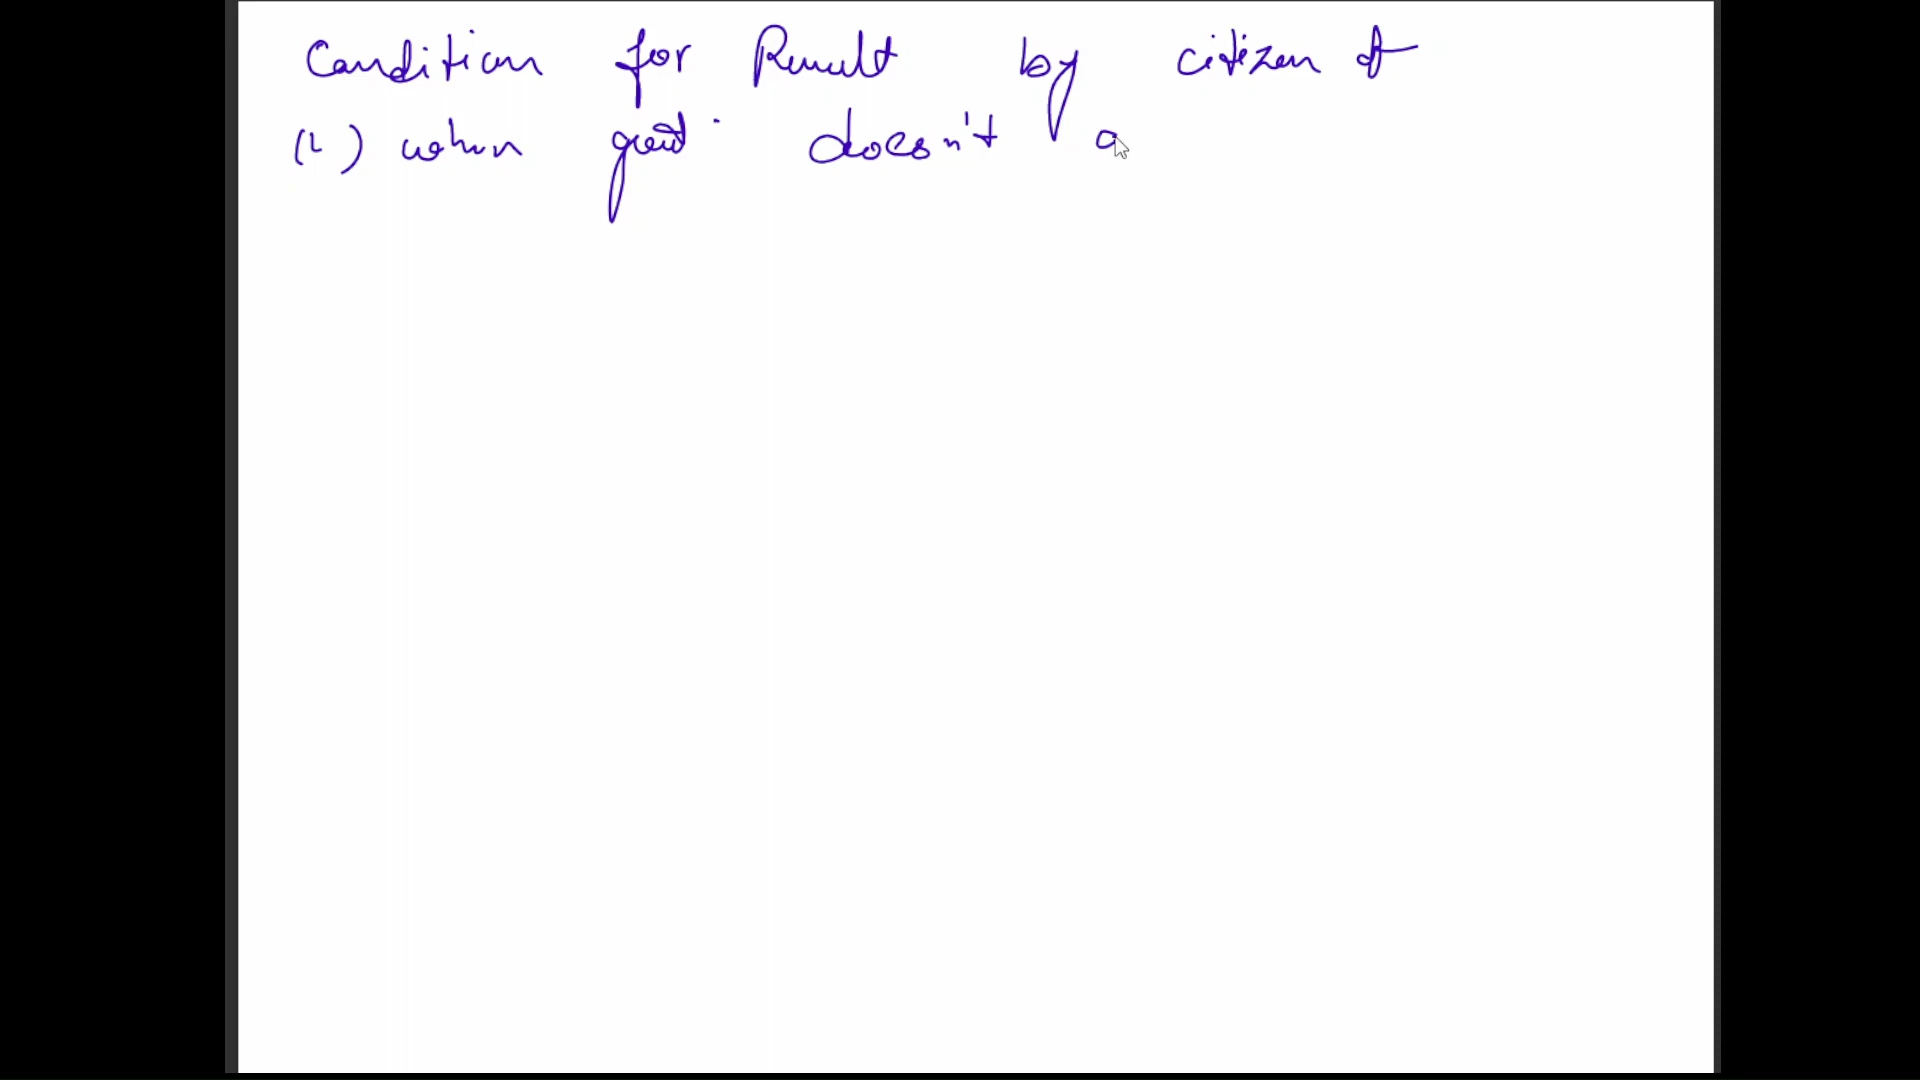 Condition for Revolt by citizen of
(1) when govt. doesn't a